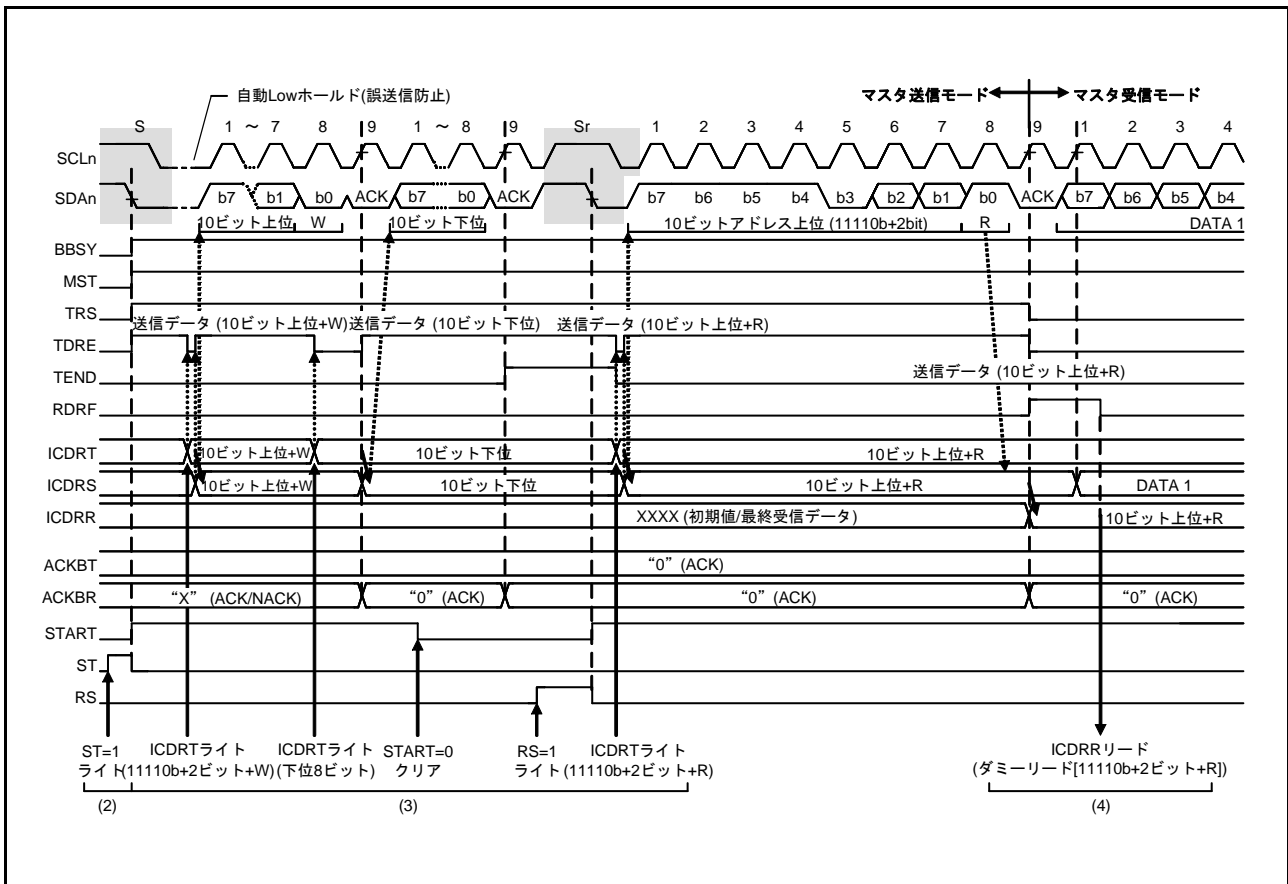 自動Lowホールド(誤送信防止)
マスタ送信モード マスタ受信モード
S 1 ～ 7 8 9 1 ～ 8 9 Sr 1 2 3 4 5 6 7 8 9 1 2 3 4
SCLn
SDAn b7 b1 b0 ACK b7 b0 ACK b7 b6 b5 b4 b3 b2 b1 b0 ACK b7 b6 b5 b4
10ビット上位 W 10ビット下位 10ビットアドレス上位 (11110b+2bit) R DATA 1
BBSY
MST
TRS
送信データ (10ビット上位+W) 送信データ (10ビット下位) 送信データ (10ビット上位+R)
TDRE
TEND
送信データ (10ビット上位+R)
RDRF
ICDRT 10ビット上位+W 10ビット下位 10ビット上位+R
ICDRS 10ビット上位+W 10ビット下位 10ビット上位+R DATA 1
ICDRR XXXX (初期値/最終受信データ) 10ビット上位+R
ACKBT “0” (ACK)
ACKBR “X” (ACK/NACK) “0” (ACK) “0” (ACK) “0” (ACK)
START
ST
RS
ST=1 ICDRTライト ICDRTライト START=0 RS=1 ICDRTライト ICDRRリード
ライト (11110b+2ビット+W) (下位8ビット) クリア ライト (11110b+2ビット+R) (ダミーリード[11110b+2ビット+R])
(2) (3) (4)